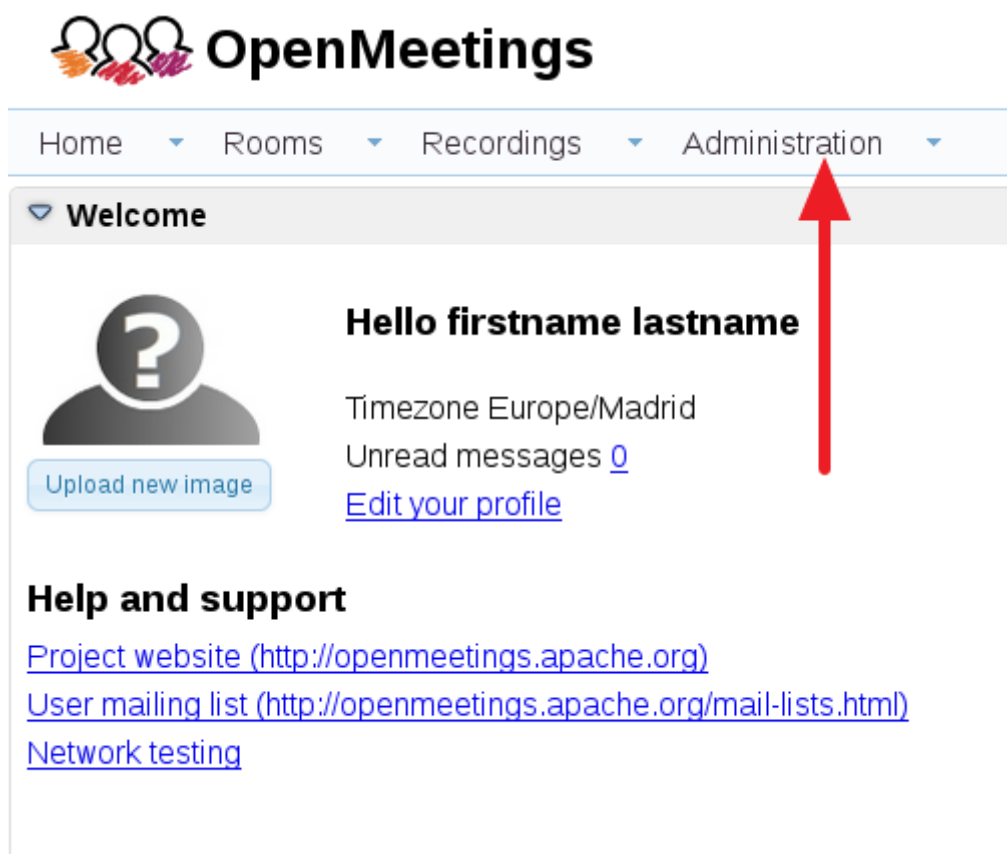 OpenMeetings
Home Rooms Recordings Administration
Welcome
Hello firstname lastname
Timezone Europe/Madrid
Unread messages 0
Edit your profile
Upload new image
Help and support
Project website (http://openmeetings.apache.org)
User mailing list (http://openmeetings.apache.org/mail-lists.html)
Network testing